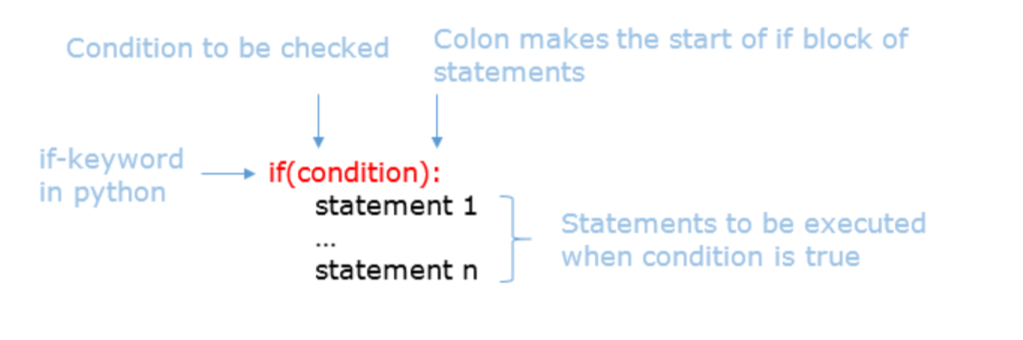 Condition to be checked
Colon makes the start of if block of
statements
if-keyword
in python
if(condition):
statement 1
...
statement n
Statements to be executed
when condition is true